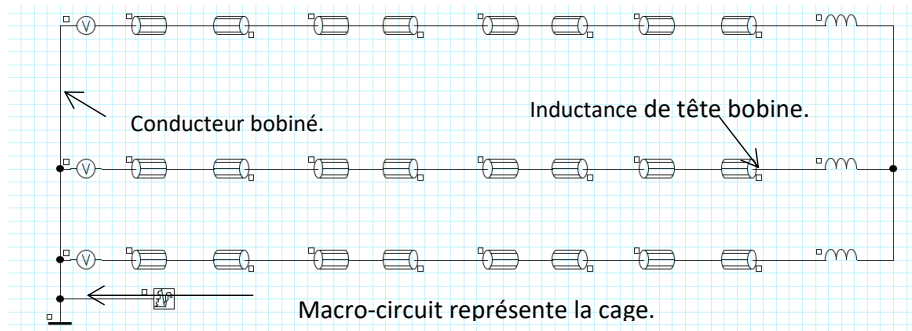 V
Inductance de tête bobine.
Conducteur bobiné.
V
V
Macro-circuit représente la cage.